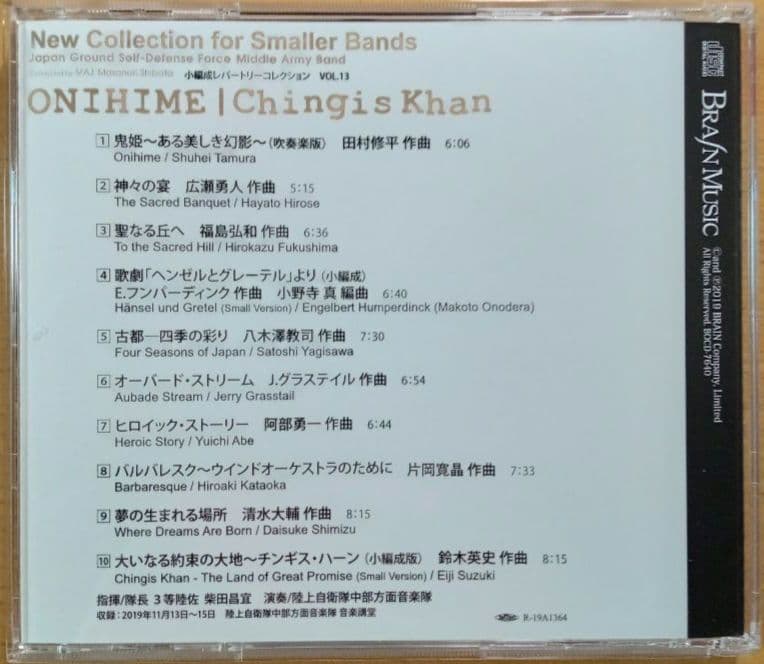 New Collection for Smaller Bands
Japan Ground Self-Defense Force Middle Army Band
Conducted by MAJ Masanori Shibata
小編成レパートリーコレクション VOL.13
ONIHIME | Chingis Khan
1 鬼姫～ある美しき幻影～(吹奏楽版) 田村修平 作曲 6:06
Onihime / Shuhei Tamura
2 神々の宴 広瀬勇人 作曲 5:15
The Sacred Banquet / Hayato Hirose
3 聖なる丘へ 福島弘和 作曲 6:36
To the Sacred Hill / Hirokazu Fukushima
4 歌劇「ヘンゼルとグレーテル」より (小編成)
E.フンパーディンク 作曲 小野寺 真 編曲 6:40
Hänsel und Gretel (Small Version) / Engelbert Humperdinck (Makoto Onodera)
5 古都―四季の彩り 八木澤教司 作曲 7:30
Four Seasons of Japan / Satoshi Yagisawa
6 オーバード・ストリーム J.グラステイル 作曲 6:54
Aubade Stream / Jerry Grasstail
7 ヒロイック・ストーリー 阿部勇一 作曲 6:44
Heroic Story / Yuichi Abe
8 バルバレスク～ウインドオーケストラのために 片岡寛晶 作曲 7:33
Barbaresque / Hiroaki Kataoka
9 夢の生まれる場所 清水大輔 作曲 8:15
Where Dreams Are Born / Daisuke Shimizu
10 大いなる約束の大地～チンギス・ハーン (小編成版) 鈴木英史 作曲 8:15
Chingis Khan - The Land of Great Promise (Small Version) / Eiji Suzuki
指揮/隊長 3等陸佐 柴田昌宜 演奏/陸上自衛隊中部方面音楽隊
収録:2019年11月13日～15日 陸上自衛隊中部方面音楽隊 音楽講堂
R-19A1364
COMPACT
disc
DIGITAL AUDIO
BRAIN MUSIC
©and ℗2019 BRAIN Company, Limited
All Rights Reserved. BOCD-7640